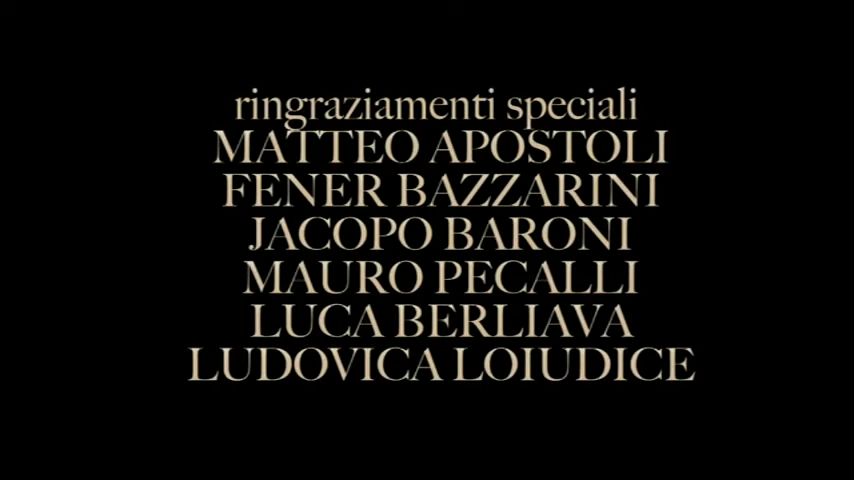 ringraziamenti speciali
MATTEO APOSTOLI
FENER BAZZARINI
JACOPO BARONI
MAURO PECALLI
LUCA BERLIAVA
LUDOVICA LOIUDICE